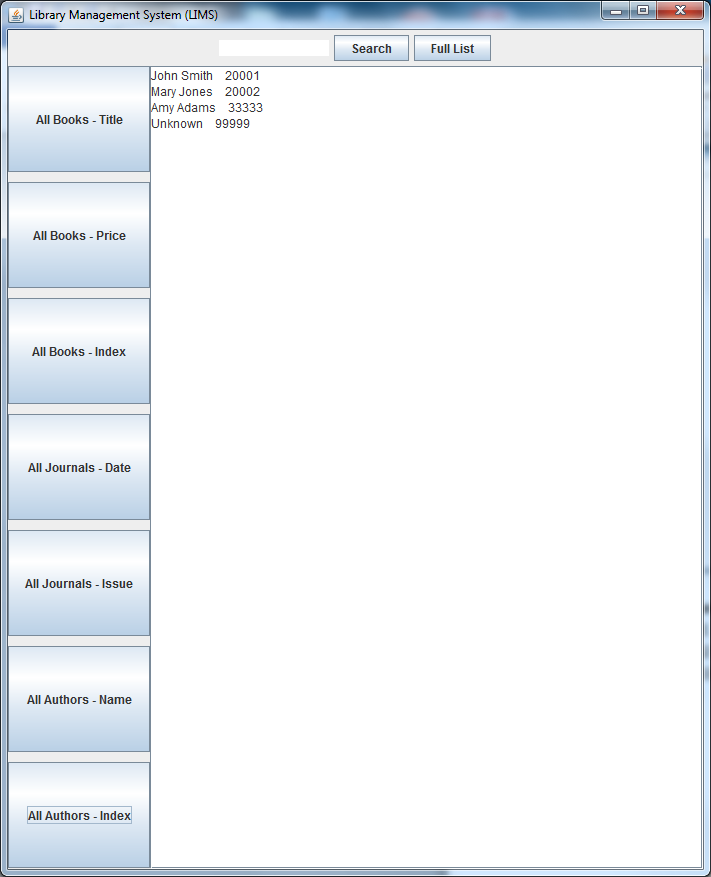 Library Management System (LIMS)
Search
Full List
All Books - Title
All Books - Price
All Books - Index
All Journals - Date
All Journals - Issue
All Authors - Name
All Authors - Index
John Smith 20001
Mary Jones 20002
Amy Adams 33333
Unknown 99999